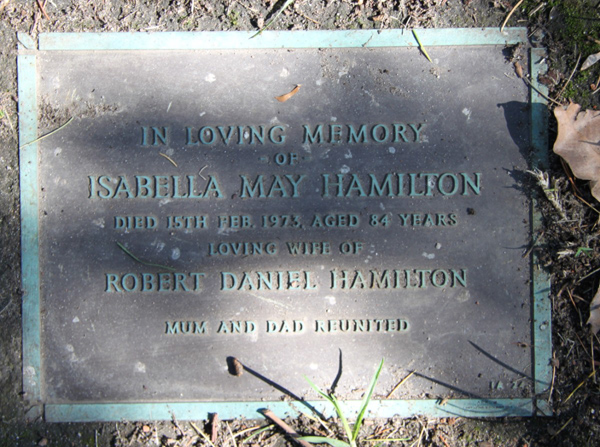 IN LOVING MEMORY
OF
ISABELLA MAY HAMILTON
DIED 15TH FEB. 1973, AGED 84 YEARS
LOVING WIFE OF
ROBERT DANIEL HAMILTON
MUM AND DAD REUNITED